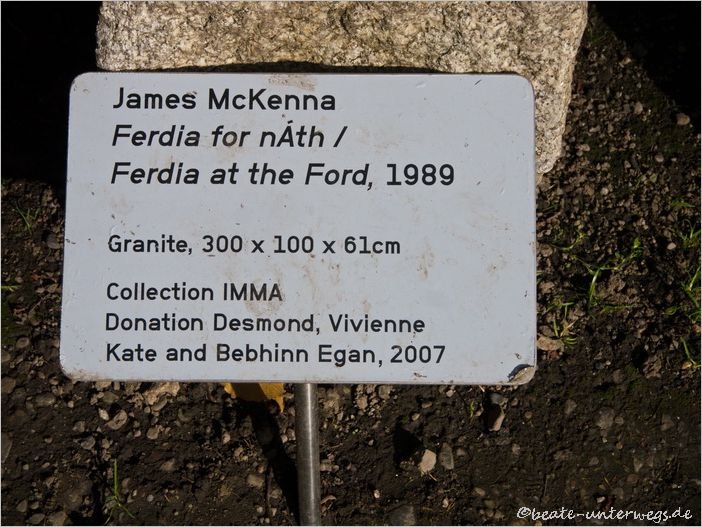 James McKenna
Ferdia for nÁth /
Ferdia at the Ford, 1989
Granite, 300 x 100 x 61cm
Collection IMMA
Donation Desmond, Vivienne
Kate and Bebhinn Egan, 2007
©beate-unterwegs.de